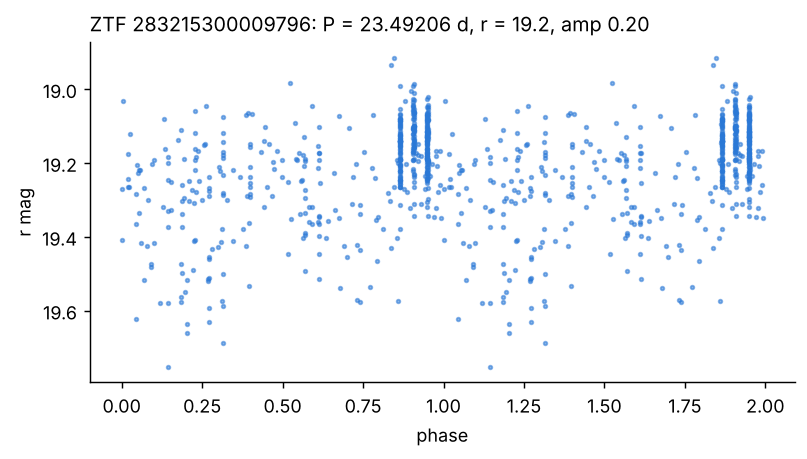 ZTF 283215300009796: P = 23.49206 d, r = 19.2, amp 0.20
19.0
19.2
19.4
19.6
r mag
0.00 0.25 0.50 0.75 1.00 1.25 1.50 1.75 2.00
phase